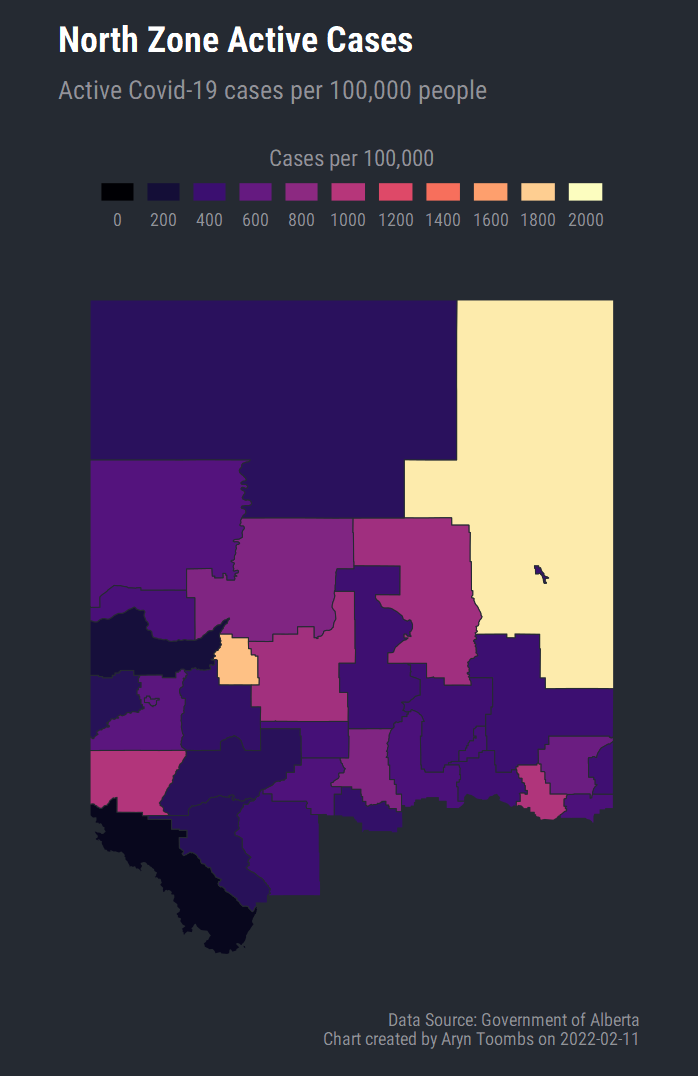 North Zone Active Cases
Active Covid-19 cases per 100,000 people
Cases per 100,000
0 200 400 600 800 1000 1200 1400 1600 1800 2000
Data Source: Government of Alberta
Chart created by Aryn Toombs on 2022-02-11